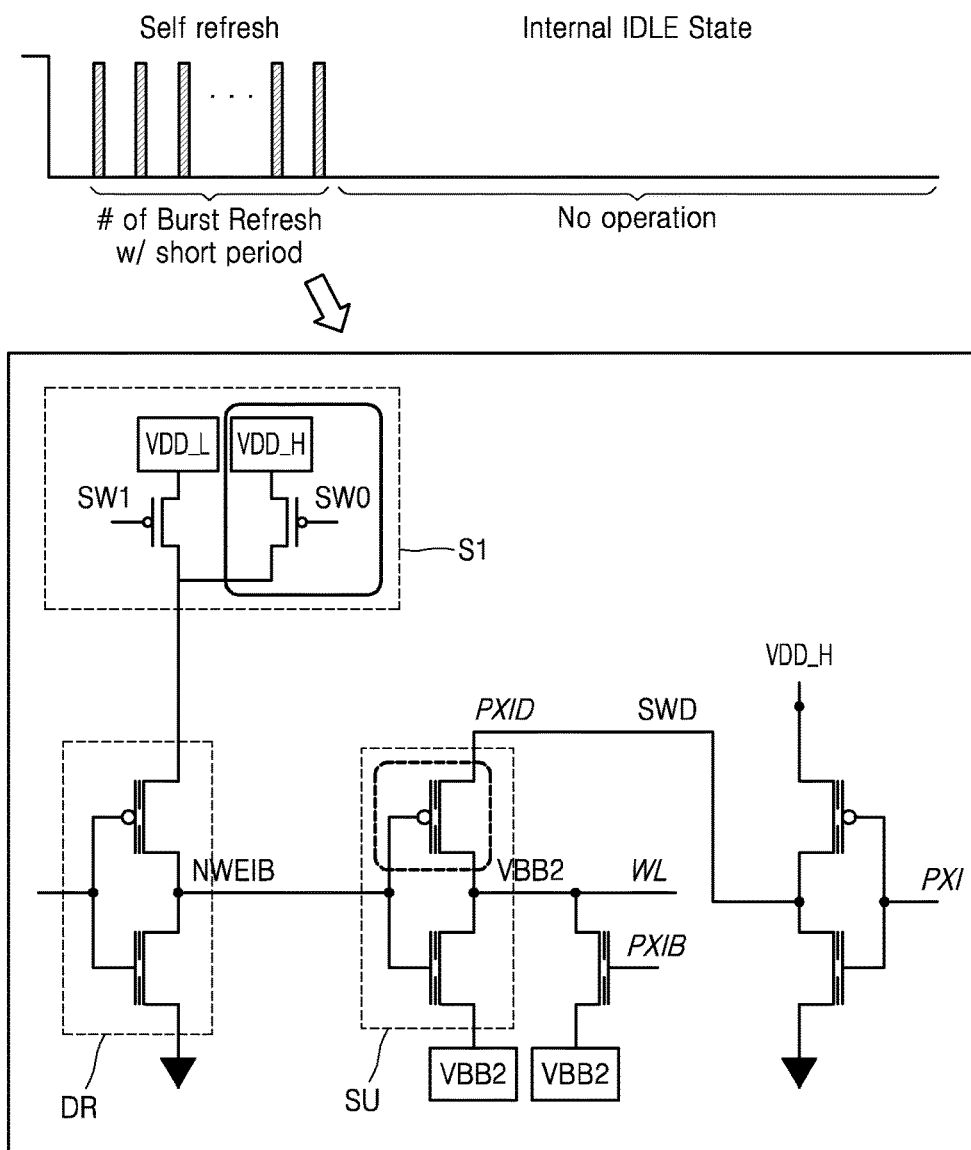 Self refresh
Internal IDLE State
. . .
# of Burst Refresh
w/ short period
No operation
VDD_L
VDD_H
SW1
SW0
S1
VDD_H
PXID
SWD
NWEIB
VBB2
WL
PXI
PXIB
VBB2
VBB2
DR
SU